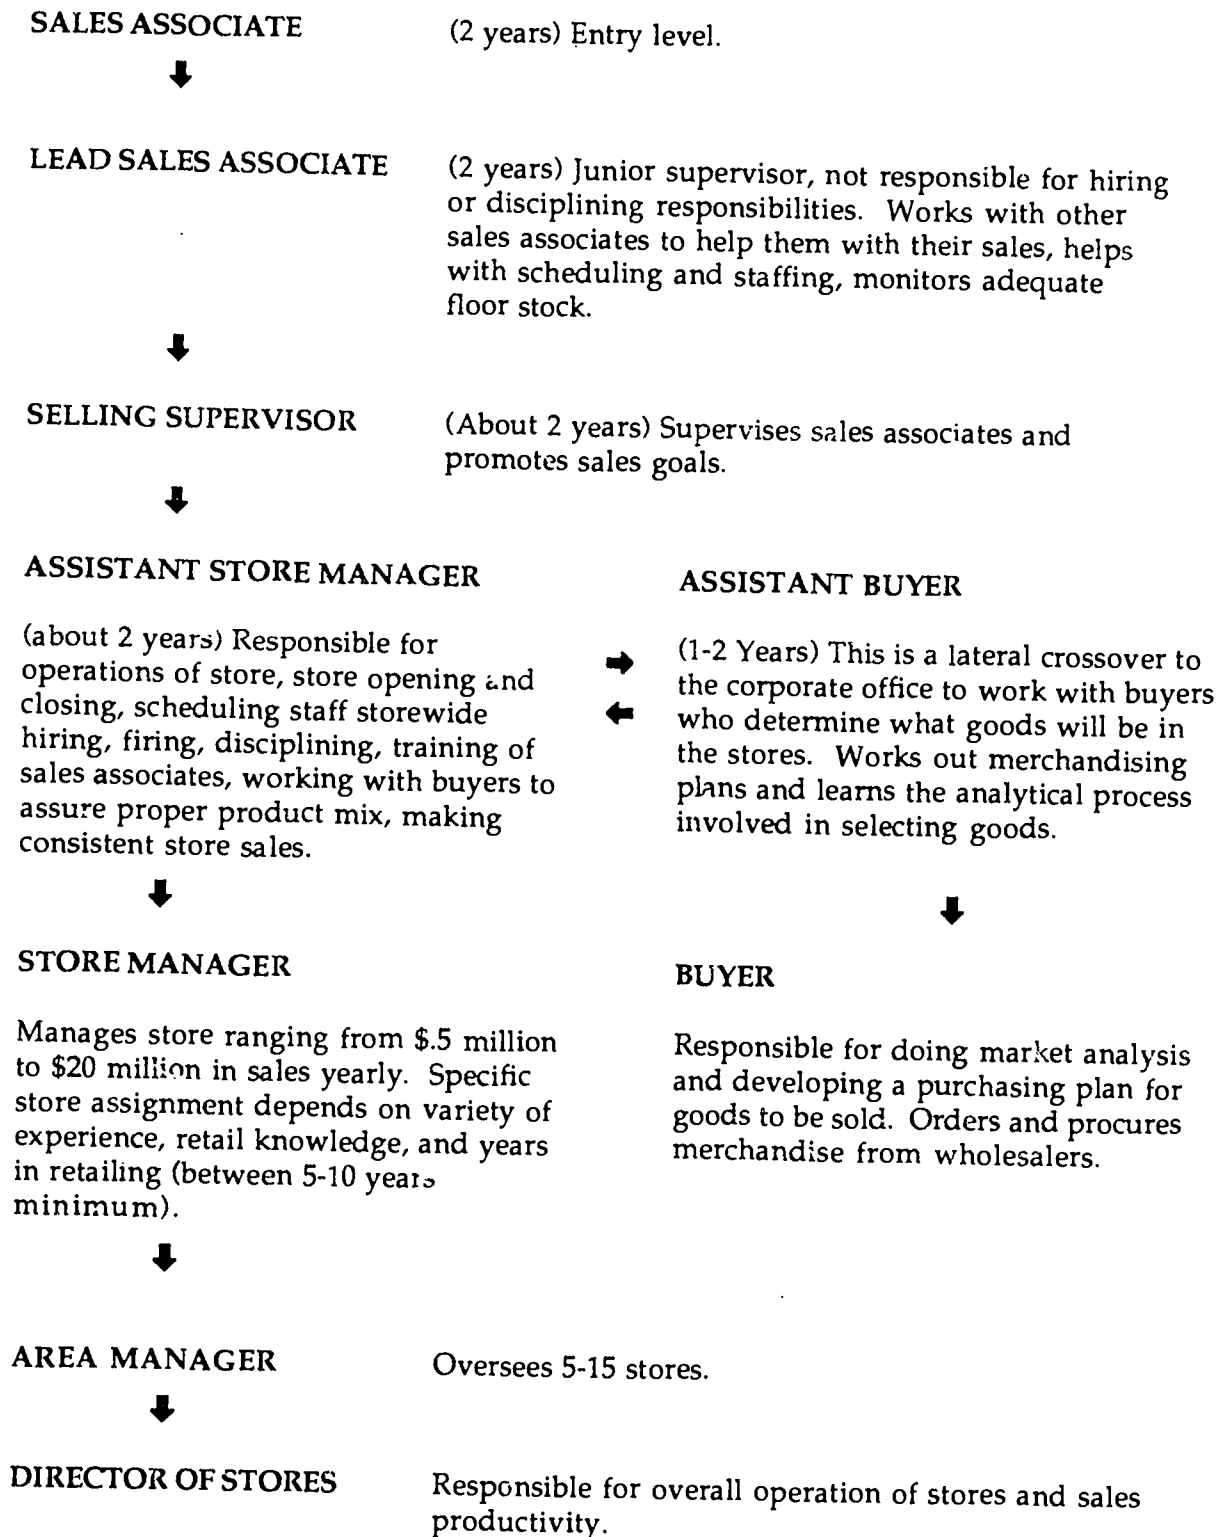 SALES ASSOCIATE
(2 years) Entry level.
LEAD SALES ASSOCIATE
(2 years) Junior supervisor, not responsible for hiring
or disciplining responsibilities. Works with other
sales associates to help them with their sales, helps
with scheduling and staffing, monitors adequate
floor stock.
SELLING SUPERVISOR
(About 2 years) Supervises sales associates and
promotes sales goals.
ASSISTANT STORE MANAGER
(about 2 years) Responsible for
operations of store, store opening and
closing, scheduling staff storewide
hiring, firing, disciplining, training of
sales associates, working with buyers to
assure proper product mix, making
consistent store sales.
ASSISTANT BUYER
(1-2 Years) This is a lateral crossover to
the corporate office to work with buyers
who determine what goods will be in
the stores. Works out merchandising
plans and learns the analytical process
involved in selecting goods.
STORE MANAGER
Manages store ranging from $.5 million
to $20 million in sales yearly. Specific
store assignment depends on variety of
experience, retail knowledge, and years
in retailing (between 5-10 years
minimum).
BUYER
Responsible for doing market analysis
and developing a purchasing plan for
goods to be sold. Orders and procures
merchandise from wholesalers.
AREA MANAGER
Oversees 5-15 stores.
DIRECTOR OF STORES
Responsible for overall operation of stores and sales
productivity.